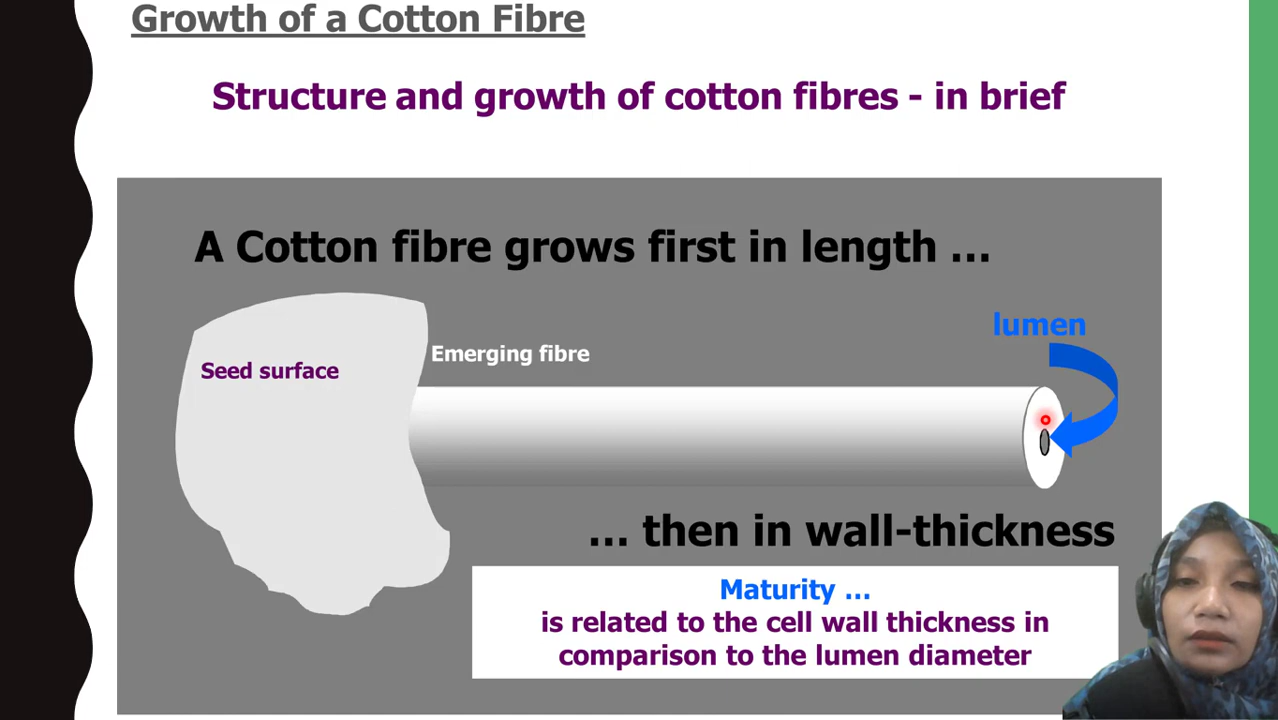 Growth of a Cotton Fibre
Structure and growth of cotton fibres - in brief
A Cotton fibre grows first in length ...
lumen
Emerging fibre
Seed surface
... then in wall-thickness
Maturity ...
is related to the cell wall thickness in
comparison to the lumen diameter